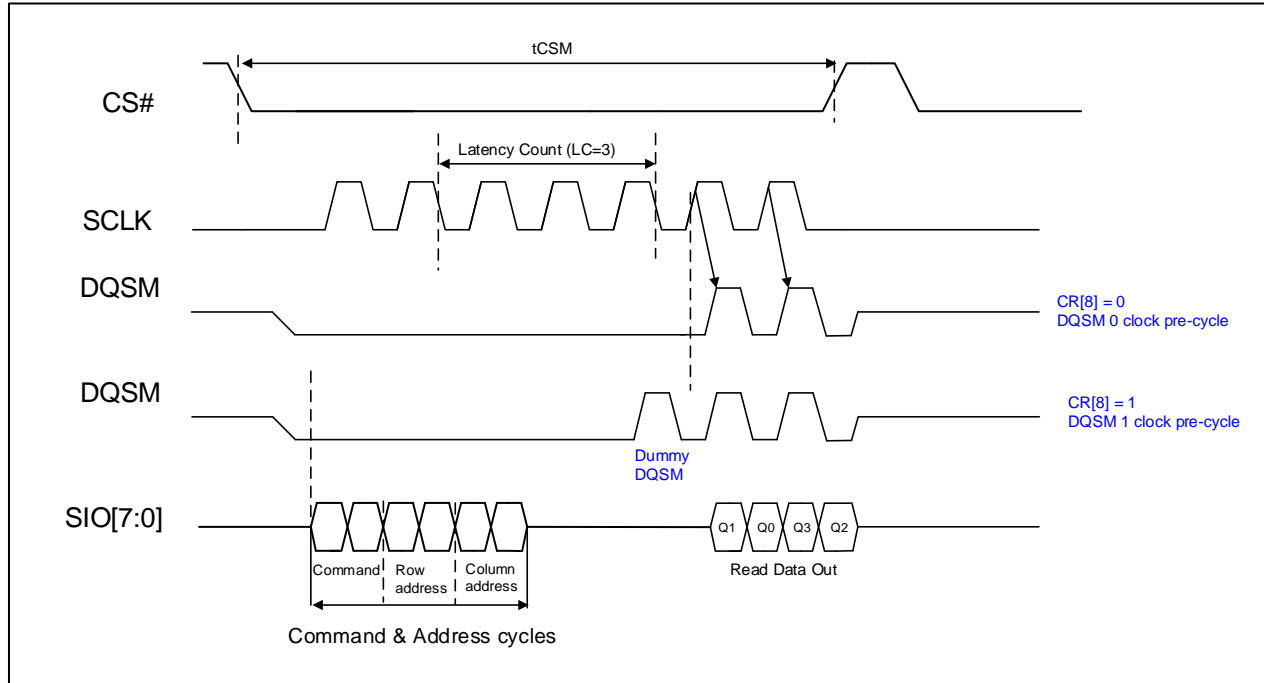 tCSM
CS#
Latency Count (LC=3)
SCLK
DQSM
CR[8] = 0
DQSM 0 clock pre-cycle
DQSM
CR[8] = 1
DQSM 1 clock pre-cycle
Dummy
DQSM
SIO[7:0]
Q1 Q0 Q3 Q2
Command
Row
address
Column
address
Read Data Out
Command & Address cycles